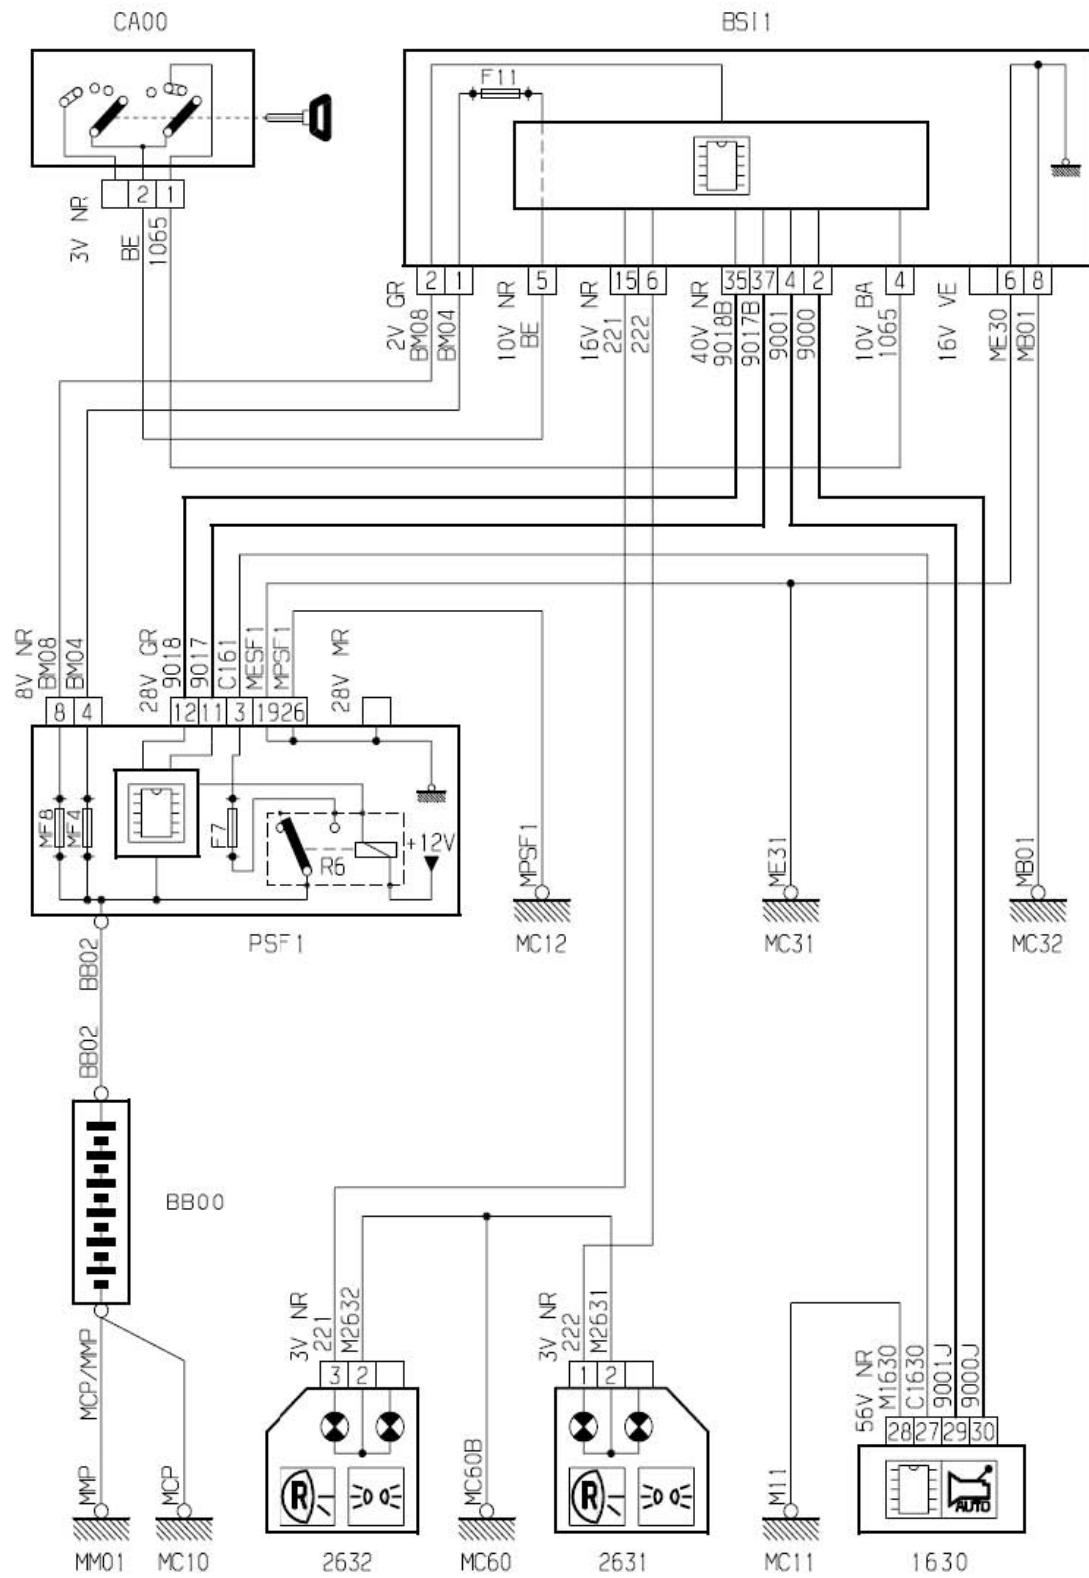 CA00
BSI1
F11
2
1
3V NR
BE
1065
2
1
5
15
6
35
37
4
2
4
6
8
2V GR
BM08
BM04
10V NR
BE
16V NR
221
222
40V NR
9018B
9017B
9001
9000
10V BA
1065
16V VE
ME30
MB01
8V NR
BM08
BM04
28V GR
9018
9017
C161
MESF1
MPSF1
28V MR
8
4
12
11
3
19
26
MF8
MF4
F7
R6
+12V
PSF1
MPSF1
MC12
ME31
MC31
MB01
MC32
BB02
BB02
BB00
MCP/MMP
MMP
MCP
MM01
MC10
3V NR
221
M2632
3
2
R
2632
MC60B
MC60
3V NR
222
M2631
1
2
R
2631
M11
MC11
56V NR
M1630
C1630
9001J
9000J
28
27
29
30
AUTO
1630